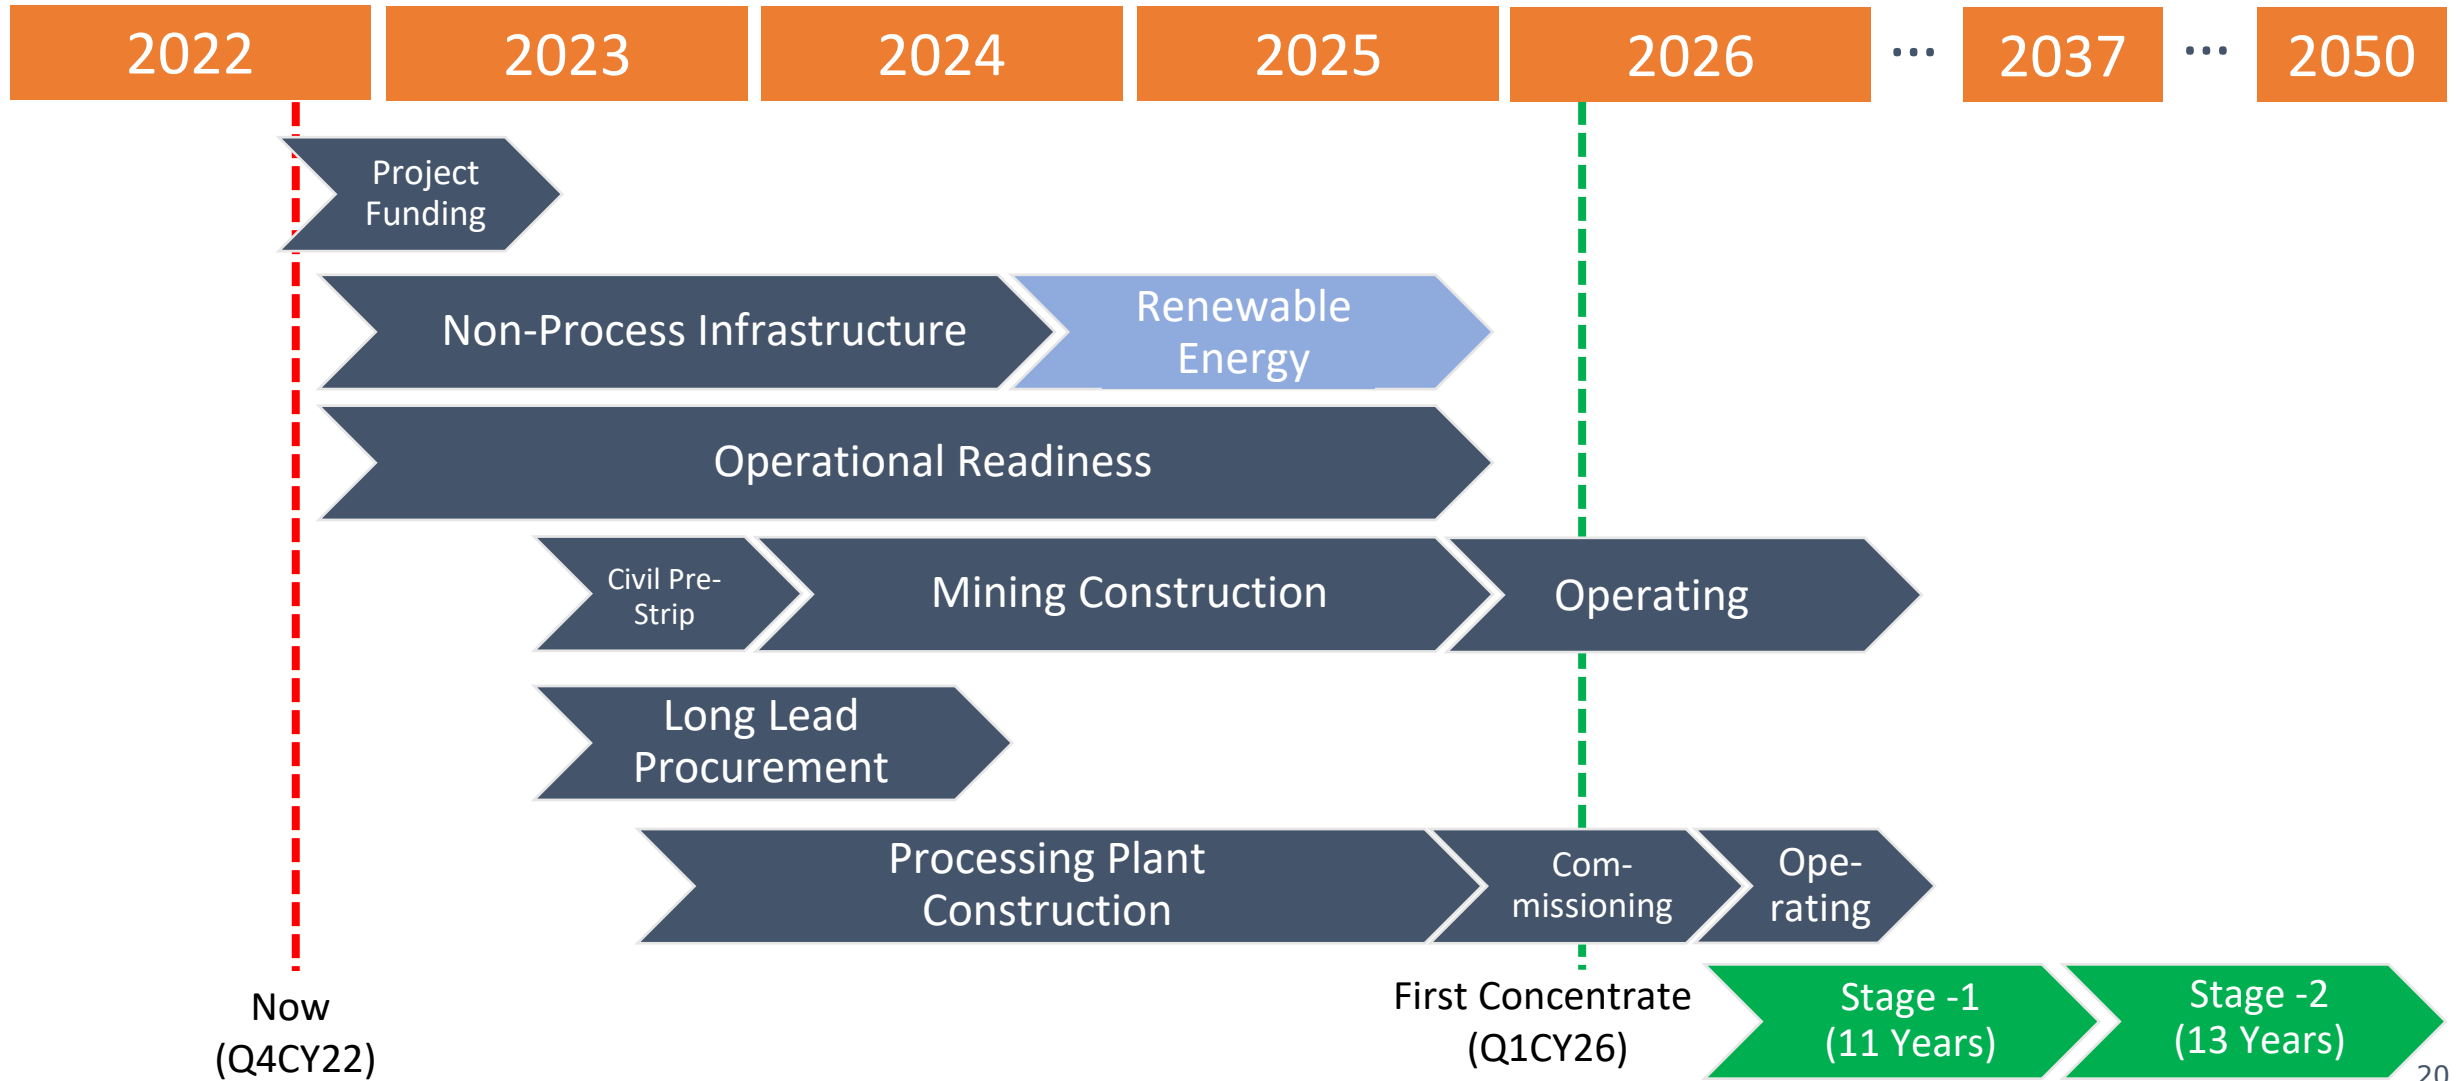 2022 2023 2024 2025 2026 ... 2037 ... 2050
Project
Funding
Non-Process Infrastructure
Renewable
Energy
Operational Readiness
Civil Pre-
Strip
Mining Construction
Operating
Long Lead
Procurement
Processing Plant
Construction
Com-
missioning
Ope-
rating
Now
(Q4CY22)
First Concentrate
(Q1CY26)
Stage -1
(11 Years)
Stage -2
(13 Years)
20